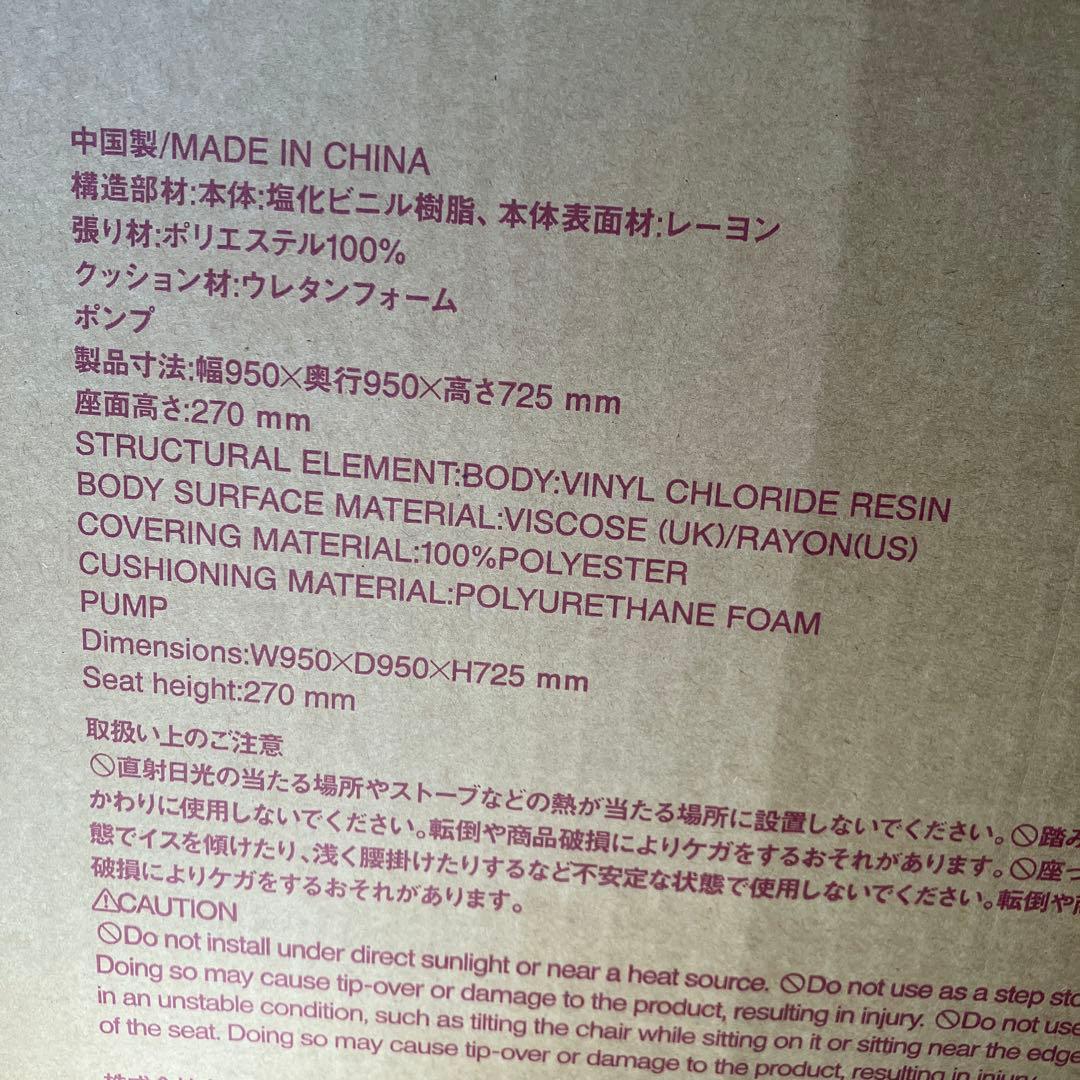 中国製/MADE IN CHINA
構造部材:本体:塩化ビニル樹脂、本体表面材:レーヨン
張り材:ポリエステル100%
クッション材:ウレタンフォーム
ポンプ
製品寸法:幅950×奥行950×高さ725 mm
座面高さ:270 mm
STRUCTURAL ELEMENT:BODY:VINYL CHLORIDE RESIN
BODY SURFACE MATERIAL:VISCOSE (UK)/RAYON(US)
COVERING MATERIAL:100%POLYESTER
CUSHIONING MATERIAL:POLYURETHANE FOAM
PUMP
Dimensions:W950×D950×H725 mm
Seat height:270 mm
取扱い上のご注意
🚫直射日光の当たる場所やストーブなどの熱が当たる場所に設置しないでください。🚫踏み
かわりに使用しないでください。転倒や商品破損によりケガをするおそれがあります。🚫座っ
態でイスを傾けたり、浅く腰掛けたりするなど不安定な状態で使用しないでください。転倒や商
破損によりケガをするおそれがあります。
⚠CAUTION
🚫Do not install under direct sunlight or near a heat source. 🚫Do not use as a step sto
Doing so may cause tip-over or damage to the product, resulting in injury. 🚫Do not use
in an unstable condition, such as tilting the chair while sitting on it or sitting near the edge
of the seat. Doing so may cause tip-over or damage to the product, resulting in injury.